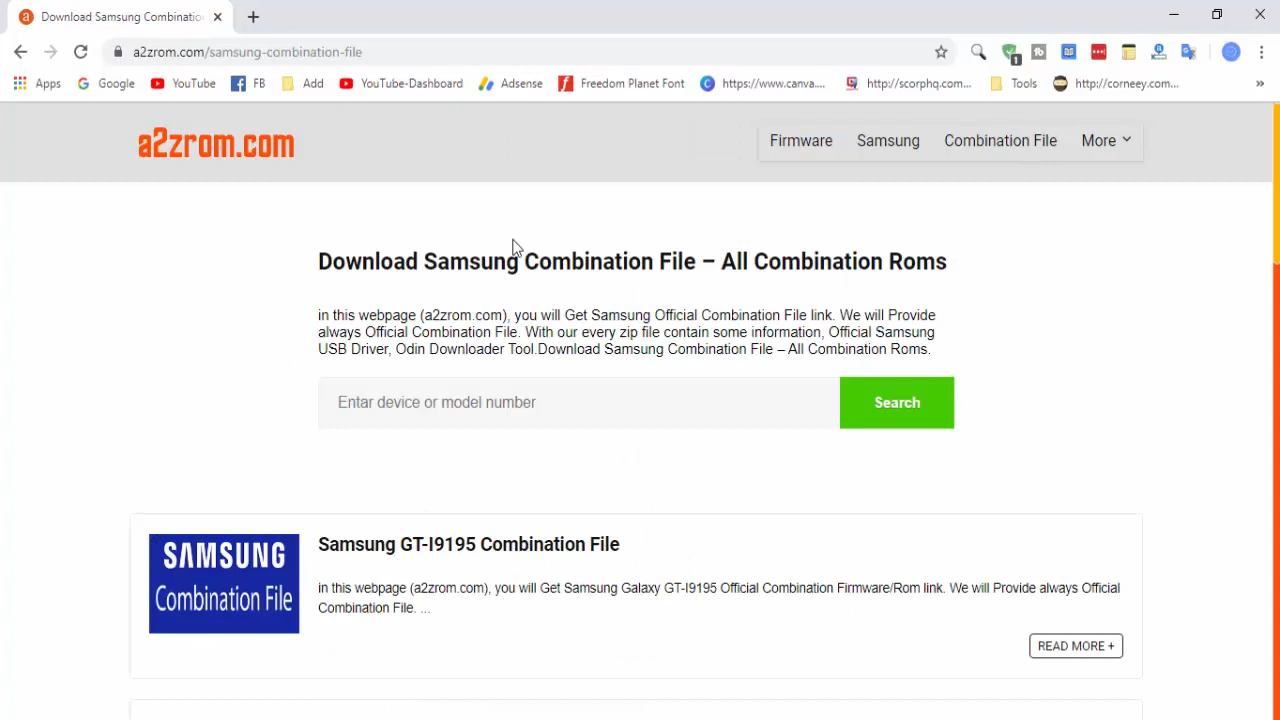 Download Samsung Combinatio
a2zrom.com/samsung-combination-file
1
Apps Google YouTube FB Add YouTube-Dashboard Adsense Freedom Planet Font https://www.canva.... http://scorphq.com... Tools http://corneey.com... »
a2zrom.com
Firmware Samsung Combination File More
Download Samsung Combination File – All Combination Roms
in this webpage (a2zrom.com), you will Get Samsung Official Combination File link. We will Provide
always Official Combination File. With our every zip file contain some information, Official Samsung
USB Driver, Odin Downloader Tool.Download Samsung Combination File – All Combination Roms.
Entar device or model number
Search
SAMSUNG
Combination File
Samsung GT-I9195 Combination File
in this webpage (a2zrom.com), you will Get Samsung Galaxy GT-I9195 Official Combination Firmware/Rom link. We will Provide always Official
Combination File. ...
READ MORE +